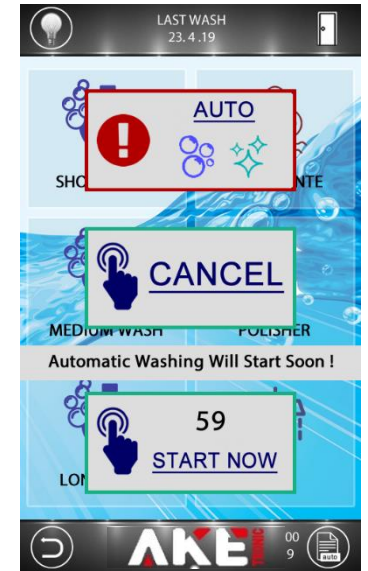 LAST WASH
23. 4 .19
AUTO
SHO
NTE
CANCEL
MEDIUM WASH
POLISHER
Automatic Washing Will Start Soon !
59
START NOW
LON
AKE
TEHNIC
00
9
auto